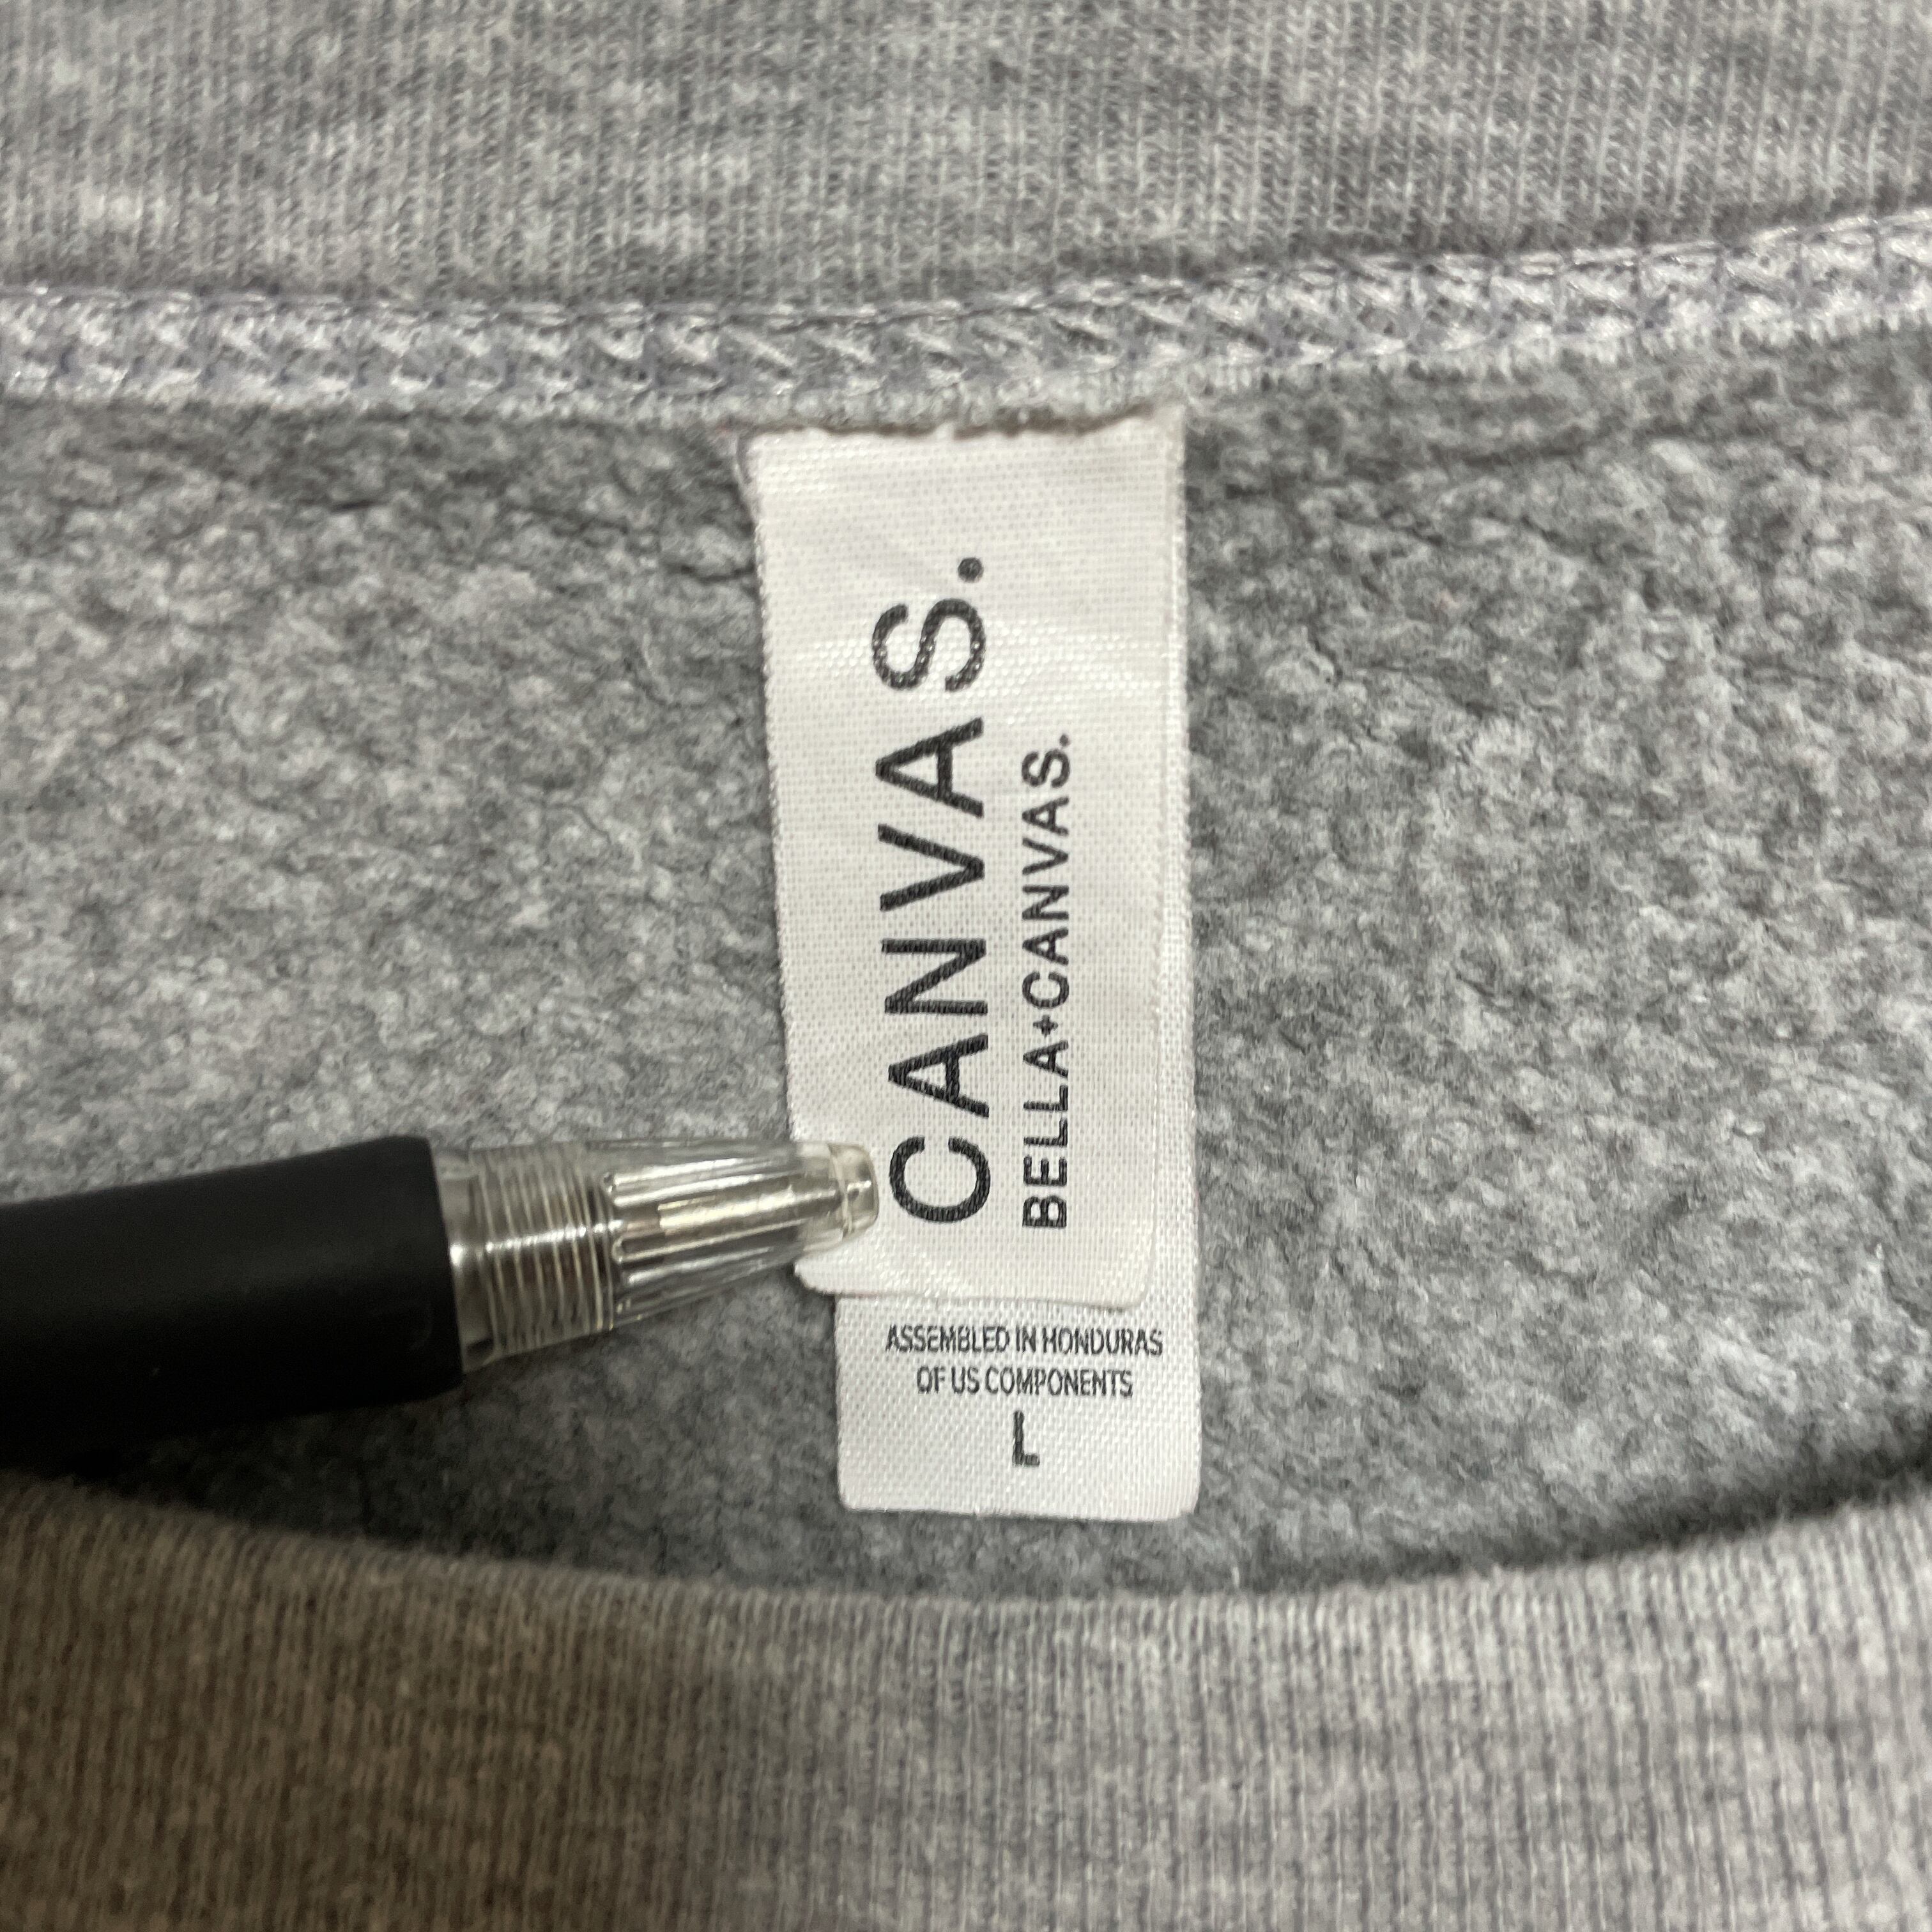 CANVAS.
BELLA+CANVAS.
ASSEMBLED IN HONDURAS
OF US COMPONENTS
L